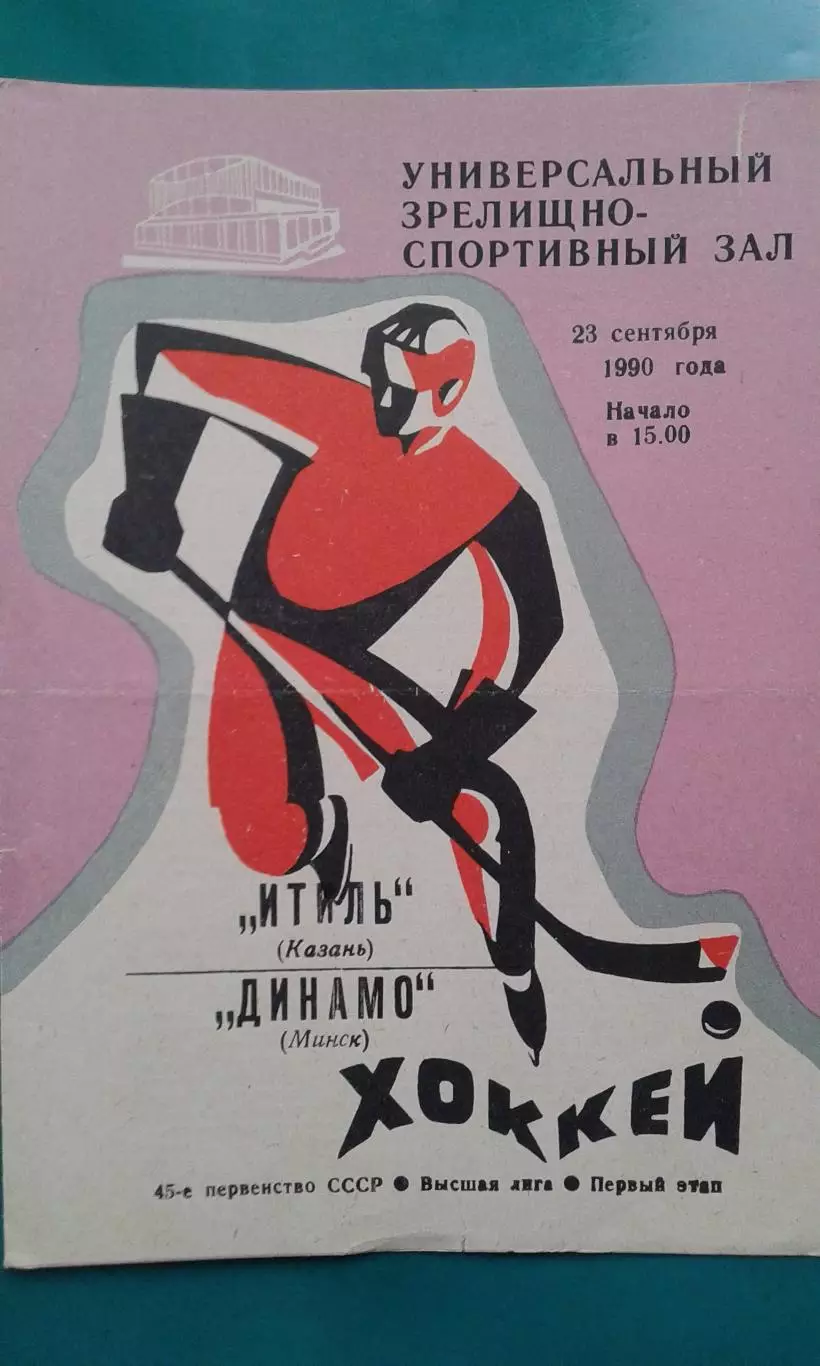 УНИВЕРСАЛЬНЫЙ
ЗРЕЛИЩНО-
СПОРТИВНЫЙ ЗАЛ
23 сентября
1990 года
Начало
в 15.00
„ИТИЛЬ“
(Казань)
„ДИНАМО“
(Минск)
ХОККЕЙ
45-е первенство СССР ● Высшая лига ● Первый этап